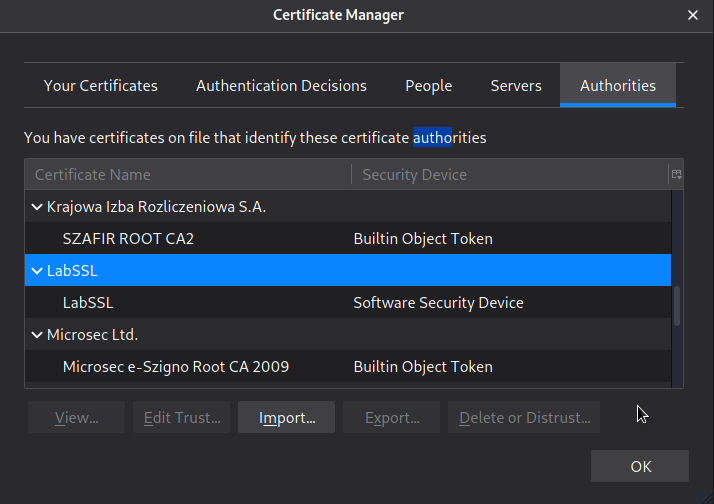 Certificate Manager
Your Certificates Authentication Decisions People Servers Authorities
You have certificates on file that identify these certificate authorities
Certificate Name Security Device
Krajowa Izba Rozliczeniowa S.A.
SZAFIR ROOT CA2 Builtin Object Token
LabSSL
LabSSL Software Security Device
Microsec Ltd.
Microsec e-Szigno Root CA 2009 Builtin Object Token
View... Edit Trust... Import... Export... Delete or Distrust...
OK